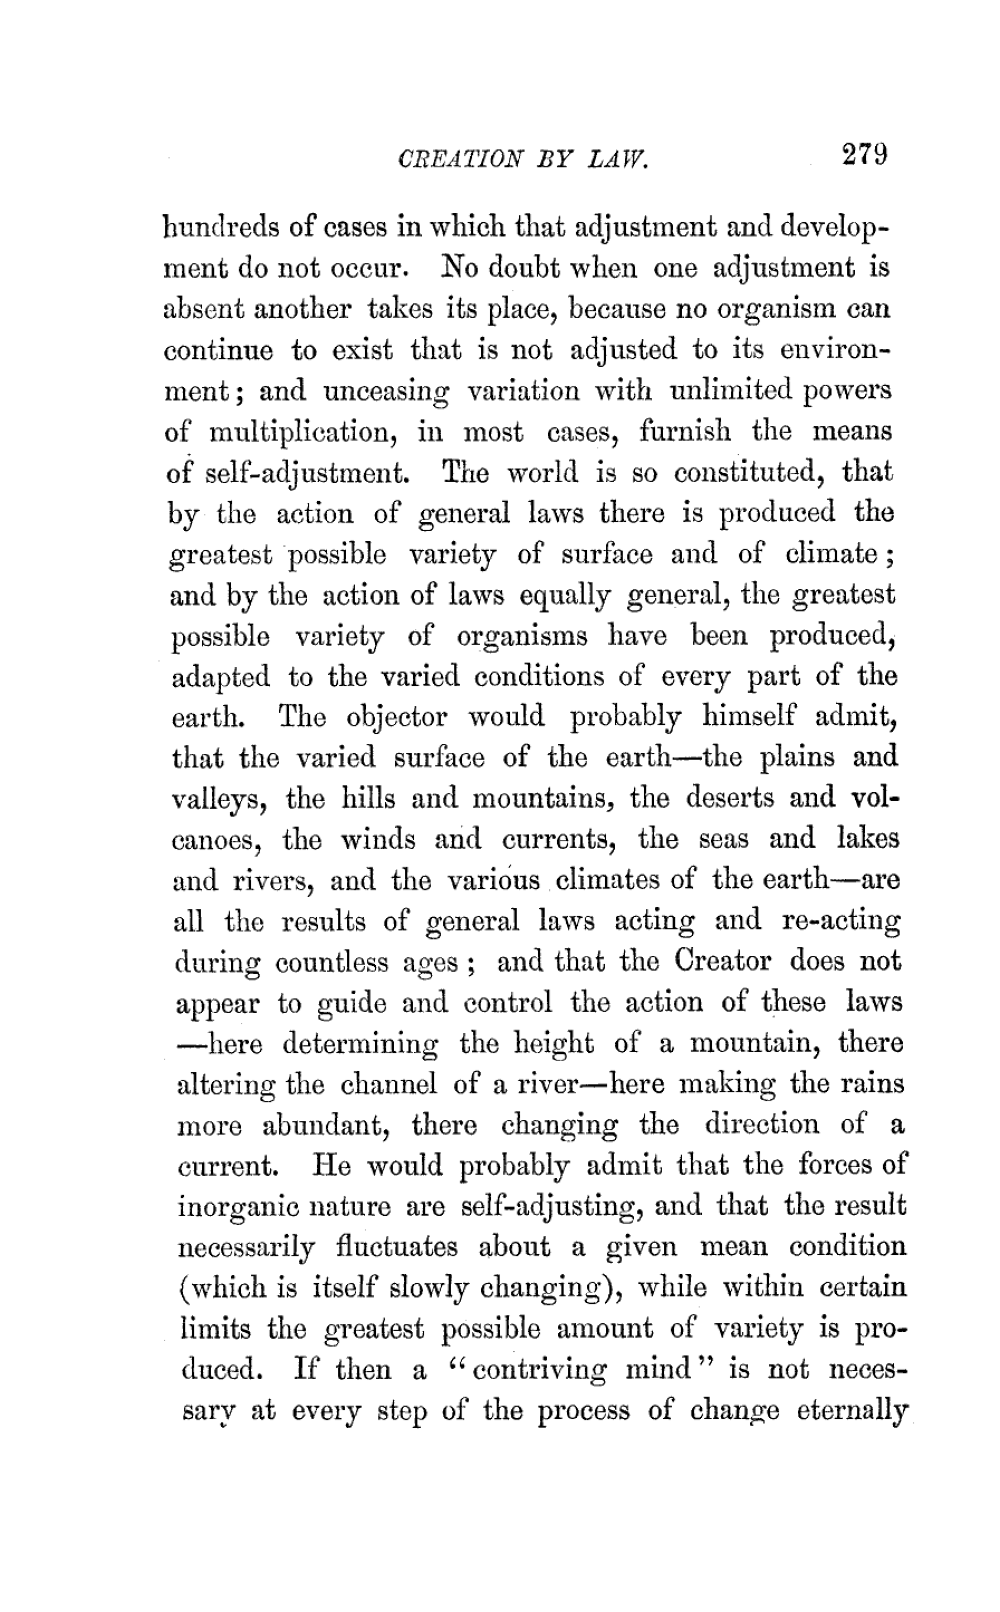 CREATION BY LAW. 279
hundreds of cases in which that adjustment and develop-
ment do not occur. No doubt when one adjustment is
absent another takes its place, because no organism can
continue to exist that is not adjusted to its environ-
ment; and unceasing variation with unlimited powers
of multiplication, in most cases, furnish the means
of self-adjustment. The world is so constituted, that
by the action of general laws there is produced the
greatest possible variety of surface and of climate;
and by the action of laws equally general, the greatest
possible variety of organisms have been produced,
adapted to the varied conditions of every part of the
earth. The objector would probably himself admit,
that the varied surface of the earth—the plains and
valleys, the hills and mountains, the deserts and vol-
canoes, the winds and currents, the seas and lakes
and rivers, and the various climates of the earth—are
all the results of general laws acting and re-acting
during countless ages; and that the Creator does not
appear to guide and control the action of these laws
—here determining the height of a mountain, there
altering the channel of a river—here making the rains
more abundant, there changing the direction of a
current. He would probably admit that the forces of
inorganic nature are self-adjusting, and that the result
necessarily fluctuates about a given mean condition
(which is itself slowly changing), while within certain
limits the greatest possible amount of variety is pro-
duced. If then a “contriving mind” is not neces-
sary at every step of the process of change eternally